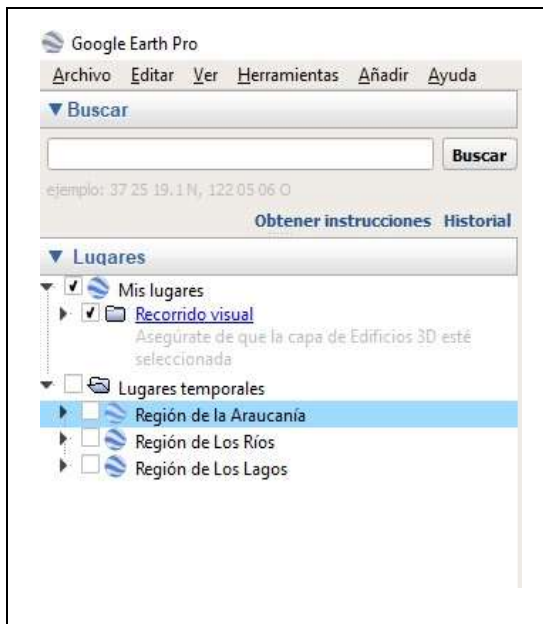 Google Earth Pro
Archivo Editar Ver Herramientas Añadir Ayuda
Buscar
Buscar
ejemplo: 37 25 19.1 N, 122 05 06 O
Obtener instrucciones Historial
Lugares
Mis lugares
Recorrido visual
Asegúrate de que la capa de Edificios 3D esté
seleccionada
Lugares temporales
Región de la Araucanía
Región de Los Ríos
Región de Los Lagos